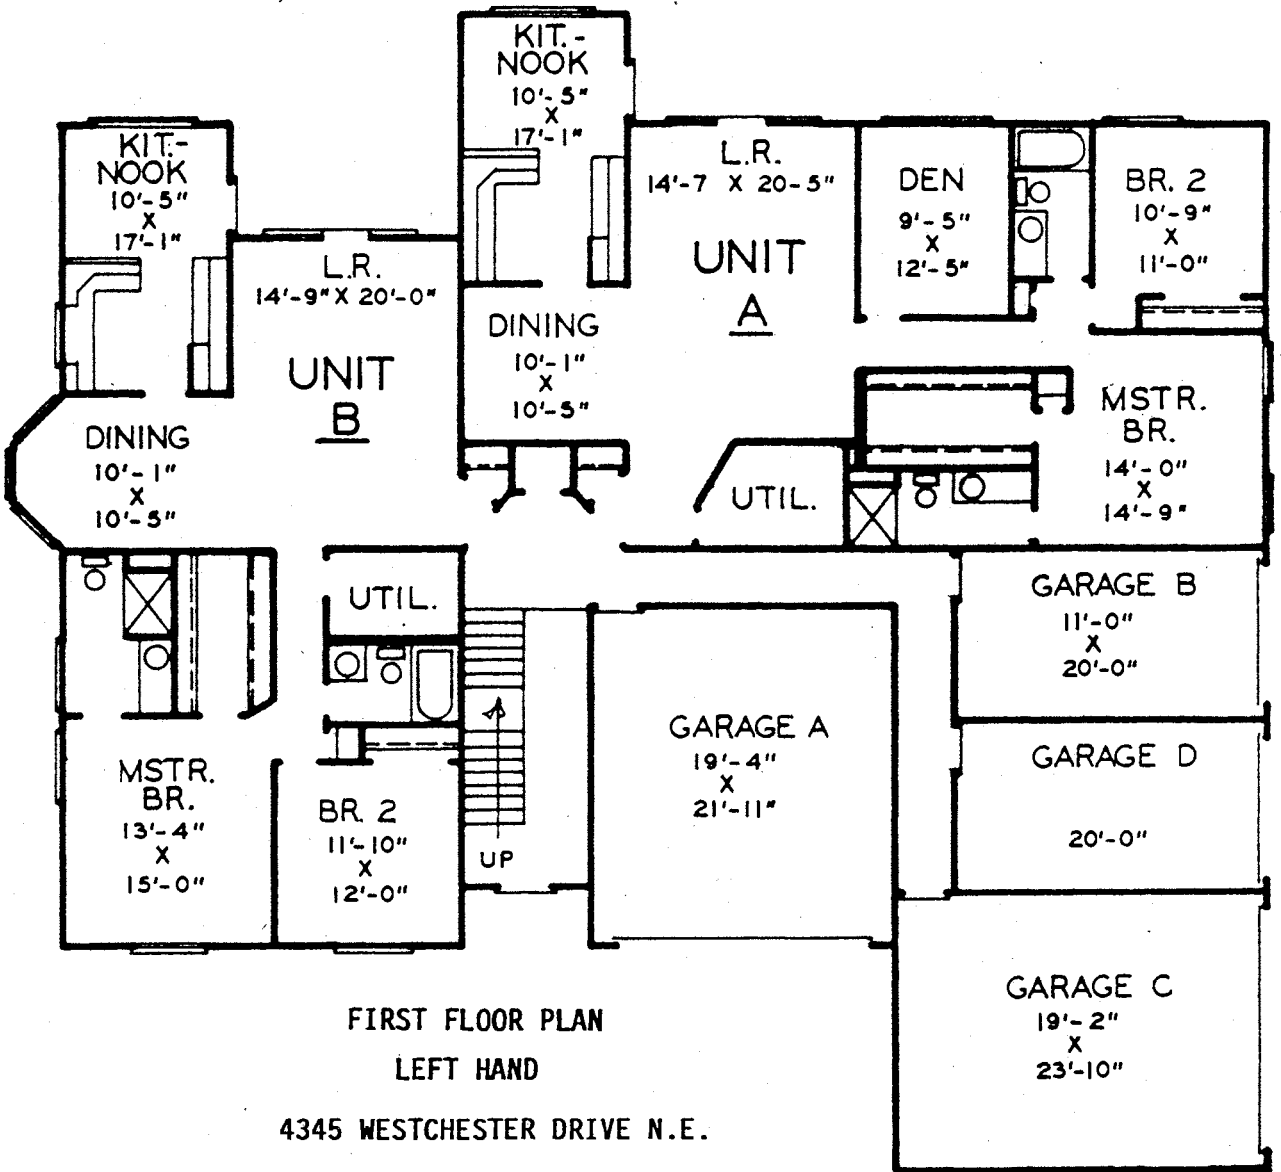 KIT.-
NOOK
10'-5"
X
17'-1"
KIT.-
NOOK
10'-5"
X
17'-1"
L.R.
14'-7 X 20-5"
DEN
9'-5"
X
12'-5"
BR. 2
10'-9"
X
11'-0"
L.R.
14'-9" X 20'-0"
UNIT
A
DINING
10'-1"
X
10'-5"
UNIT
B
DINING
10'-1"
X
10'-5"
MSTR.
BR.
14'-0"
X
14'-9"
UTIL.
UTIL.
GARAGE B
11'-0"
X
20'-0"
GARAGE A
19'-4"
X
21'-11"
GARAGE D
20'-0"
MSTR.
BR.
13'-4"
X
15'-0"
BR. 2
11'-10"
X
12'-0"
UP
GARAGE C
19'-2"
X
23'-10"
FIRST FLOOR PLAN
LEFT HAND
4345 WESTCHESTER DRIVE N.E.